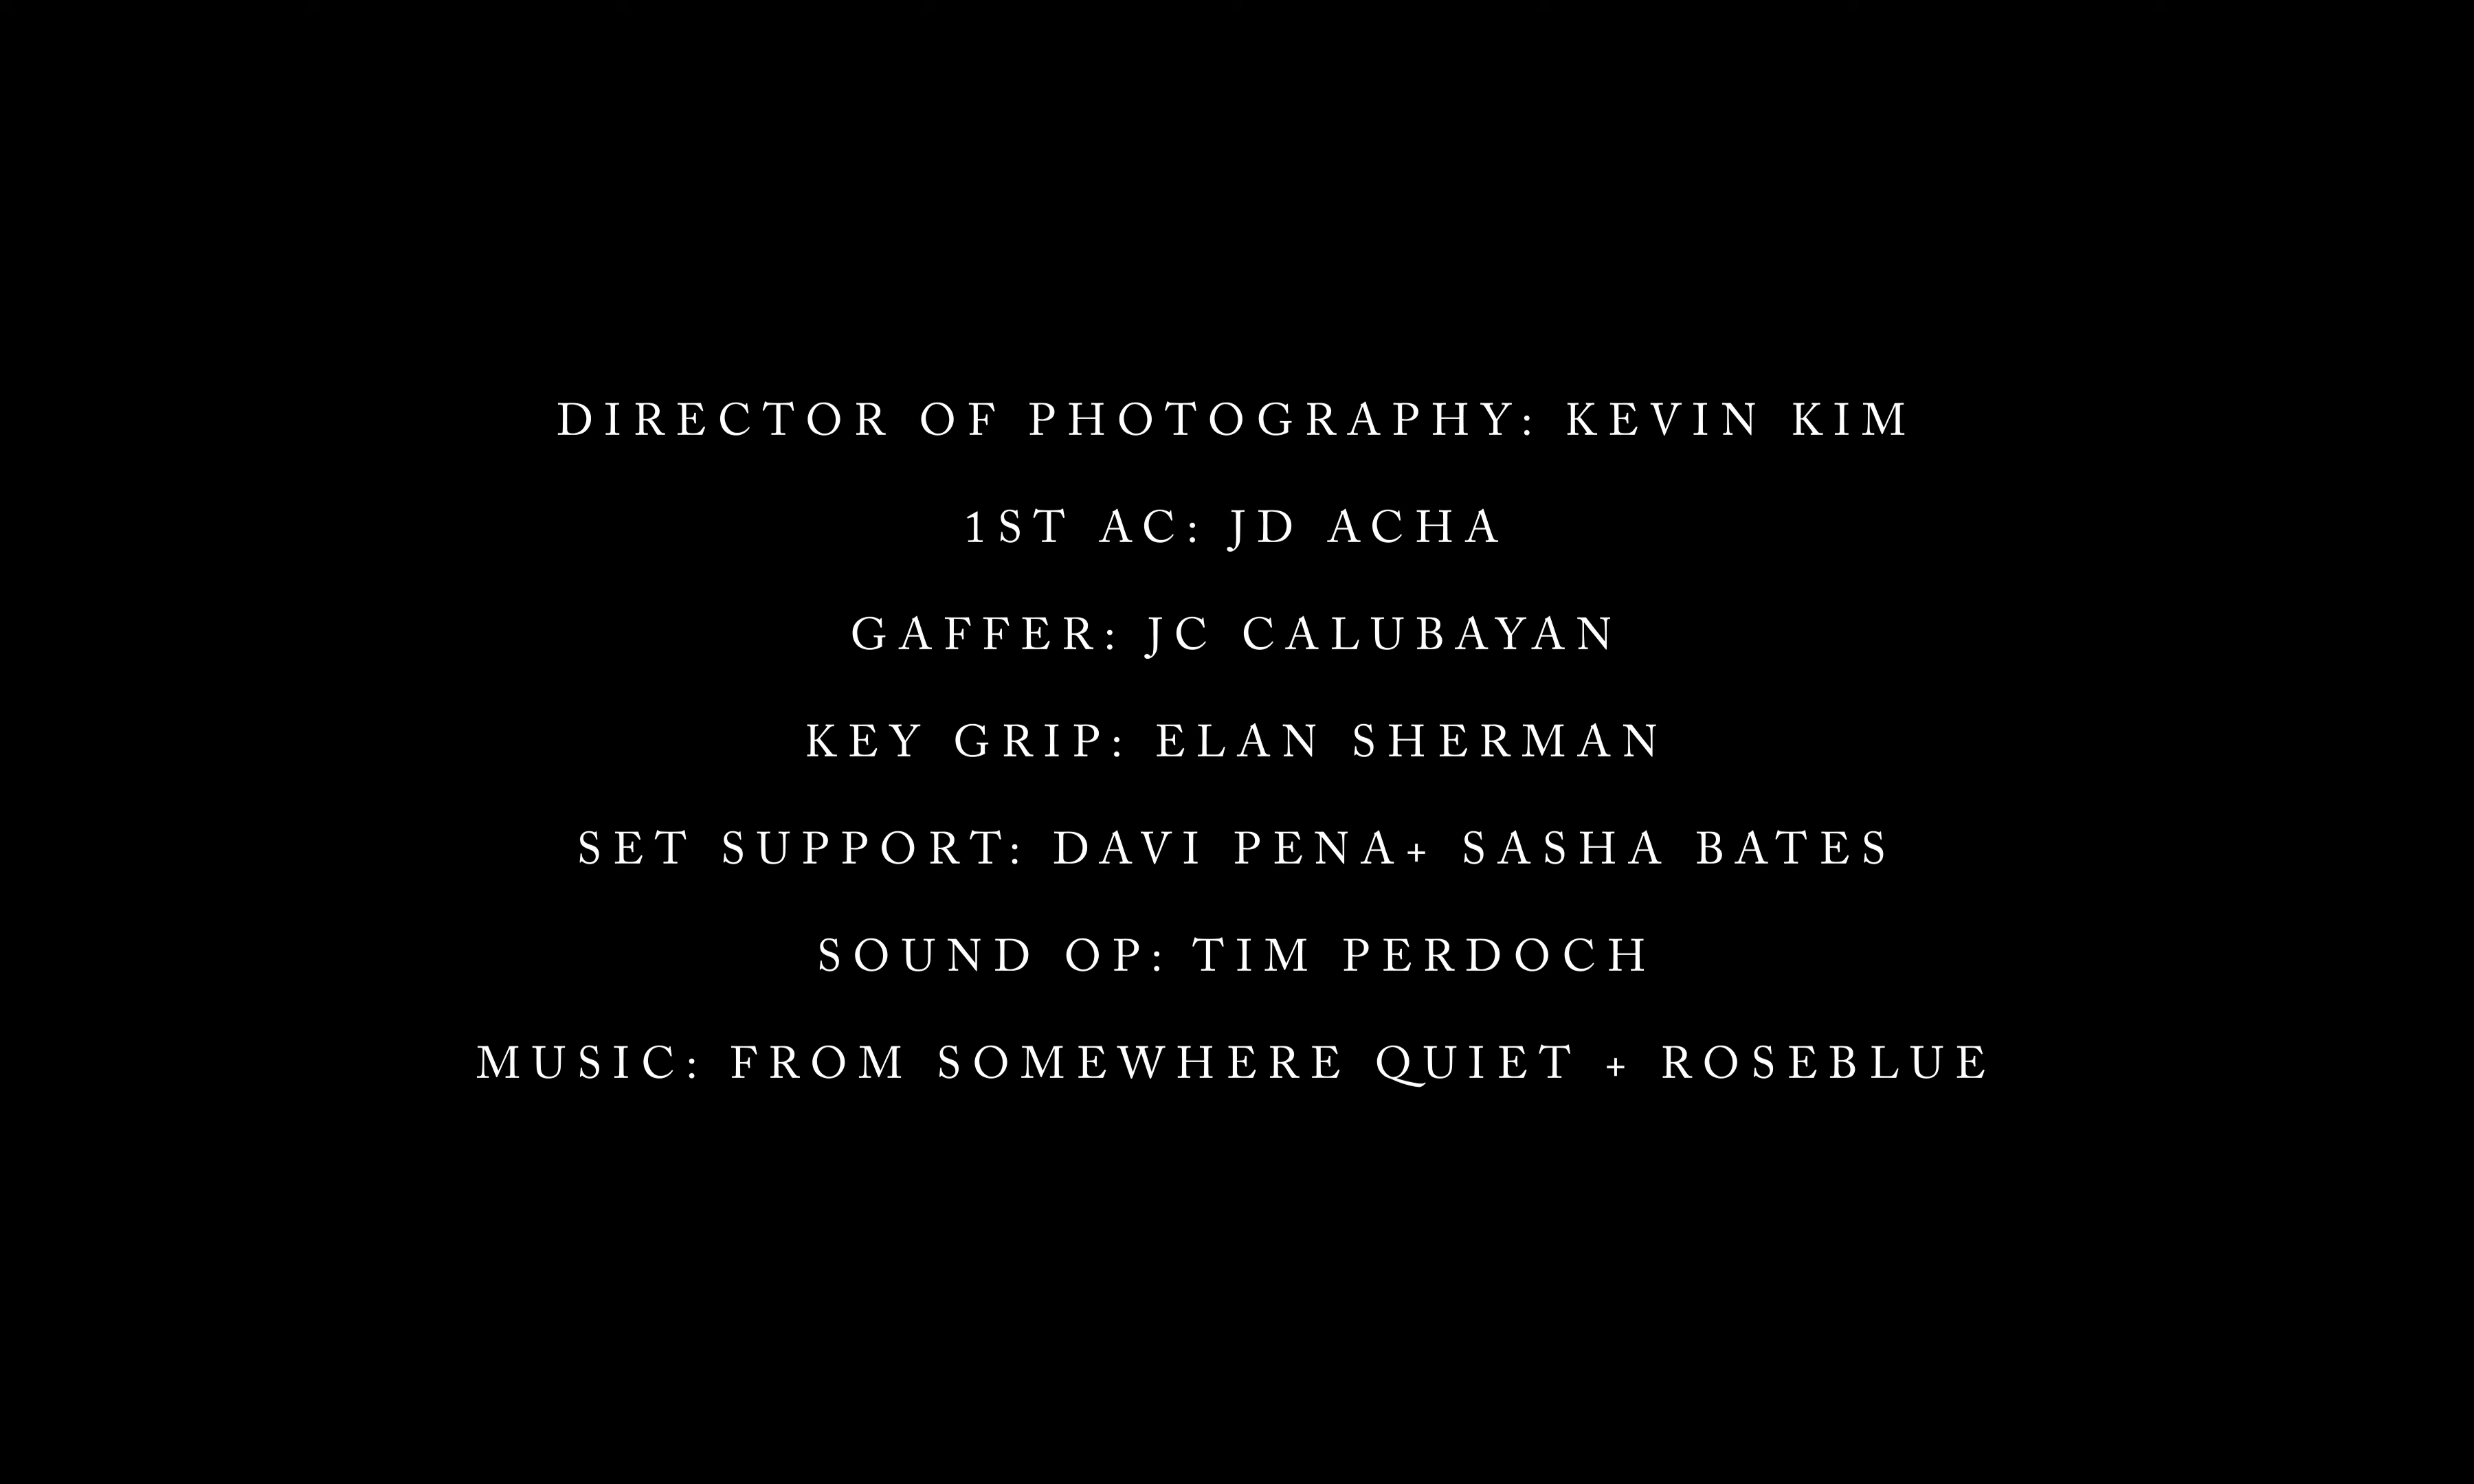 DIRECTOR OF PHOTOGRAPHY: KEVIN KIM
1ST AC: JD ACHA
GAFFER: JC CALUBAYAN
KEY GRIP: ELAN SHERMAN
SET SUPPORT: DAVI PENA+ SASHA BATES
SOUND OP: TIM PERDOCH
MUSIC: FROM SOMEWHERE QUIET + ROSEBLUE